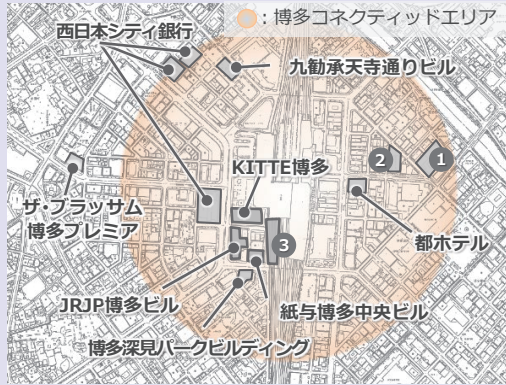 ：博多コネクティッドエリア
西日本シティ銀行
九勧承天寺通りビル
KITTE博多
2
1
ザ・ブラッサム
博多プレミア
3
都ホテル
JRJP博多ビル
紙与博多中央ビル
博多深見パークビルディング